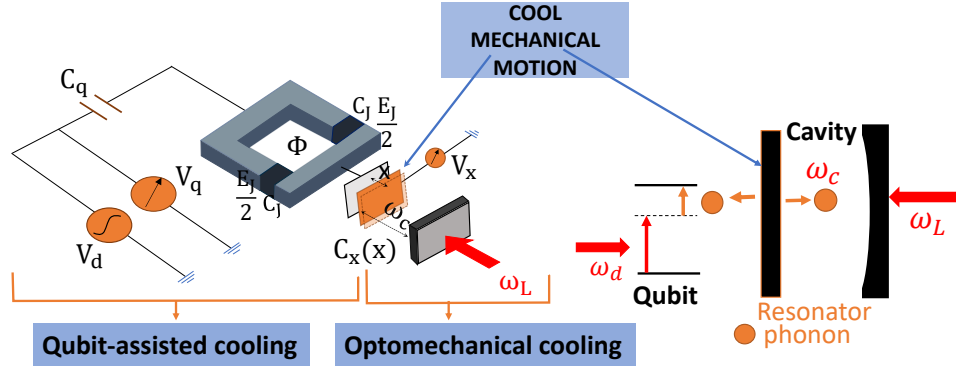 COOL
MECHANICAL
MOTION
C_q
C_J E_J/2
Φ
E_J/2 C_J
V_q
V_d
x
V_x
ω_c
C_x(x)
ω_L
Qubit-assisted cooling
Optomechanical cooling
Cavity
ω_c
ω_L
ω_d
Qubit
Resonator
phonon